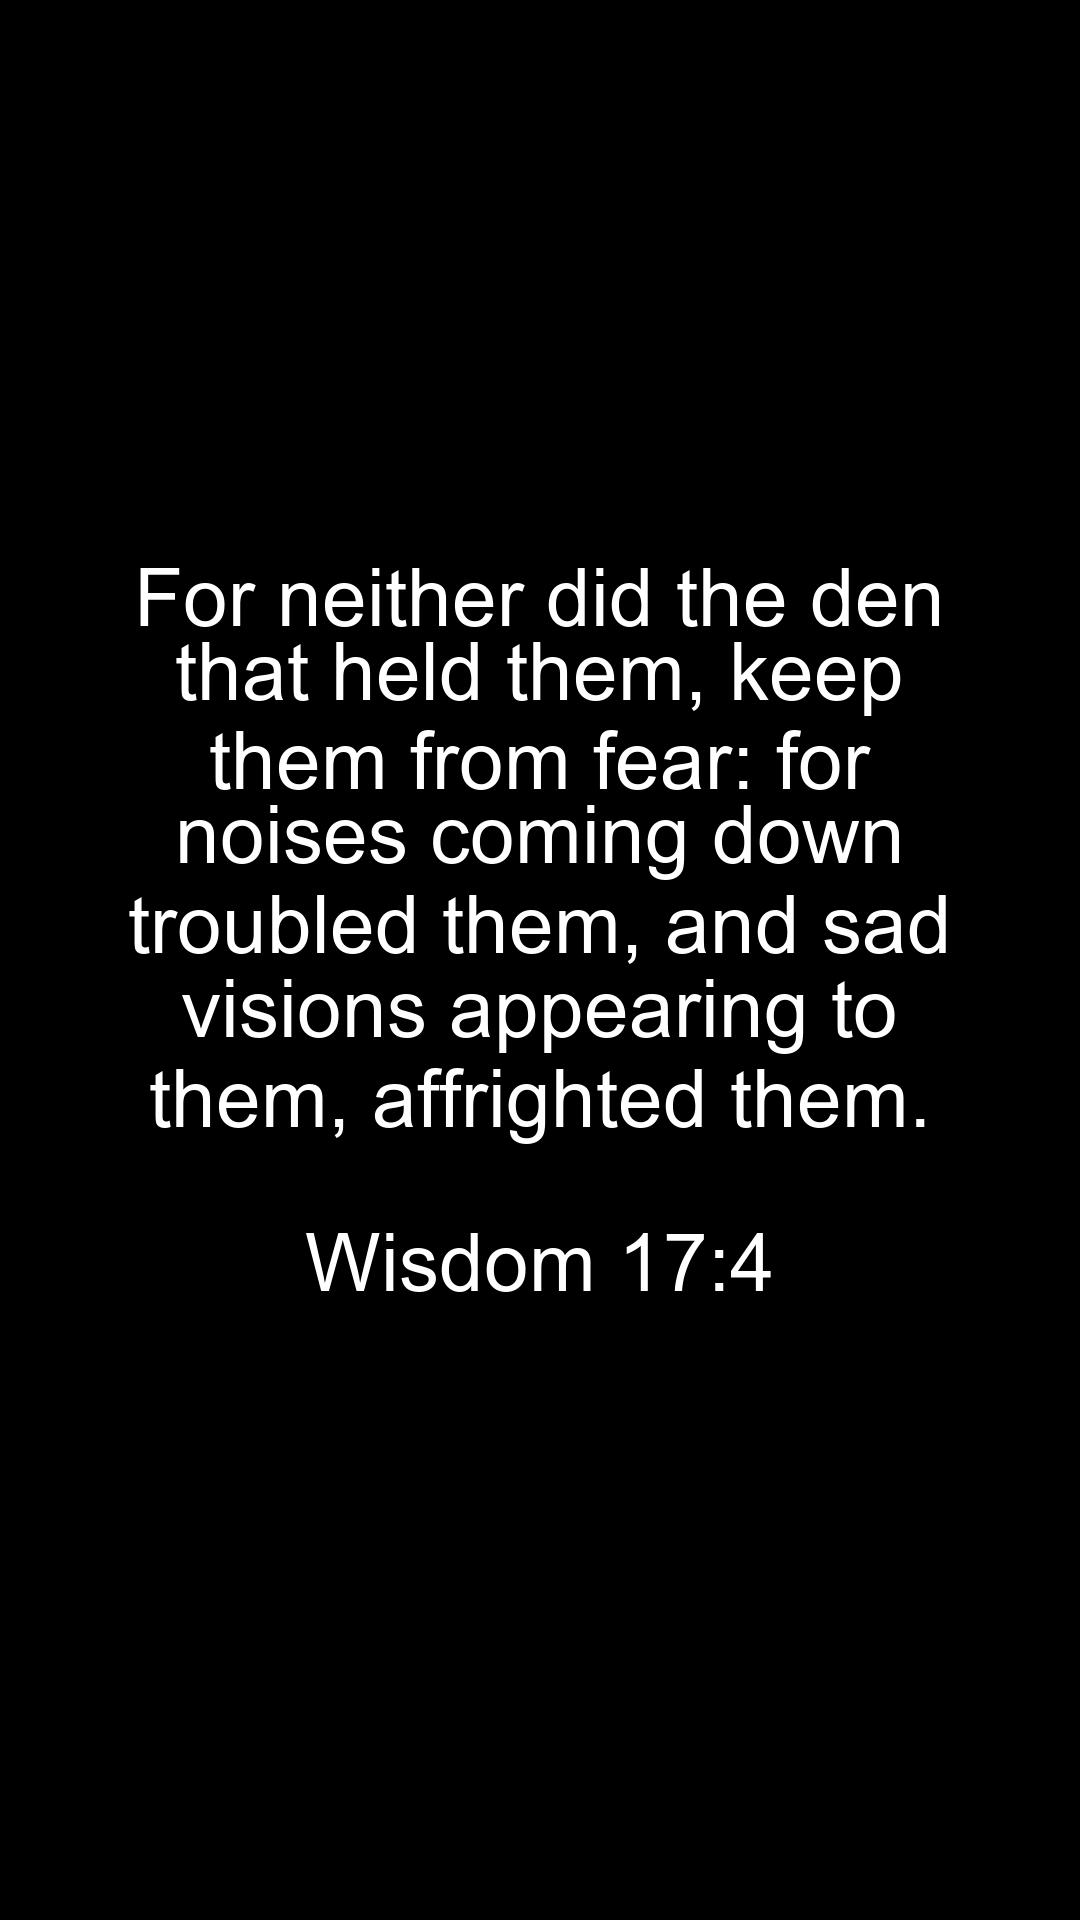 For neither did the den
that held them, keep
them from fear: for
noises coming down
troubled them, and sad
visions appearing to
them, affrighted them.
Wisdom 17:4